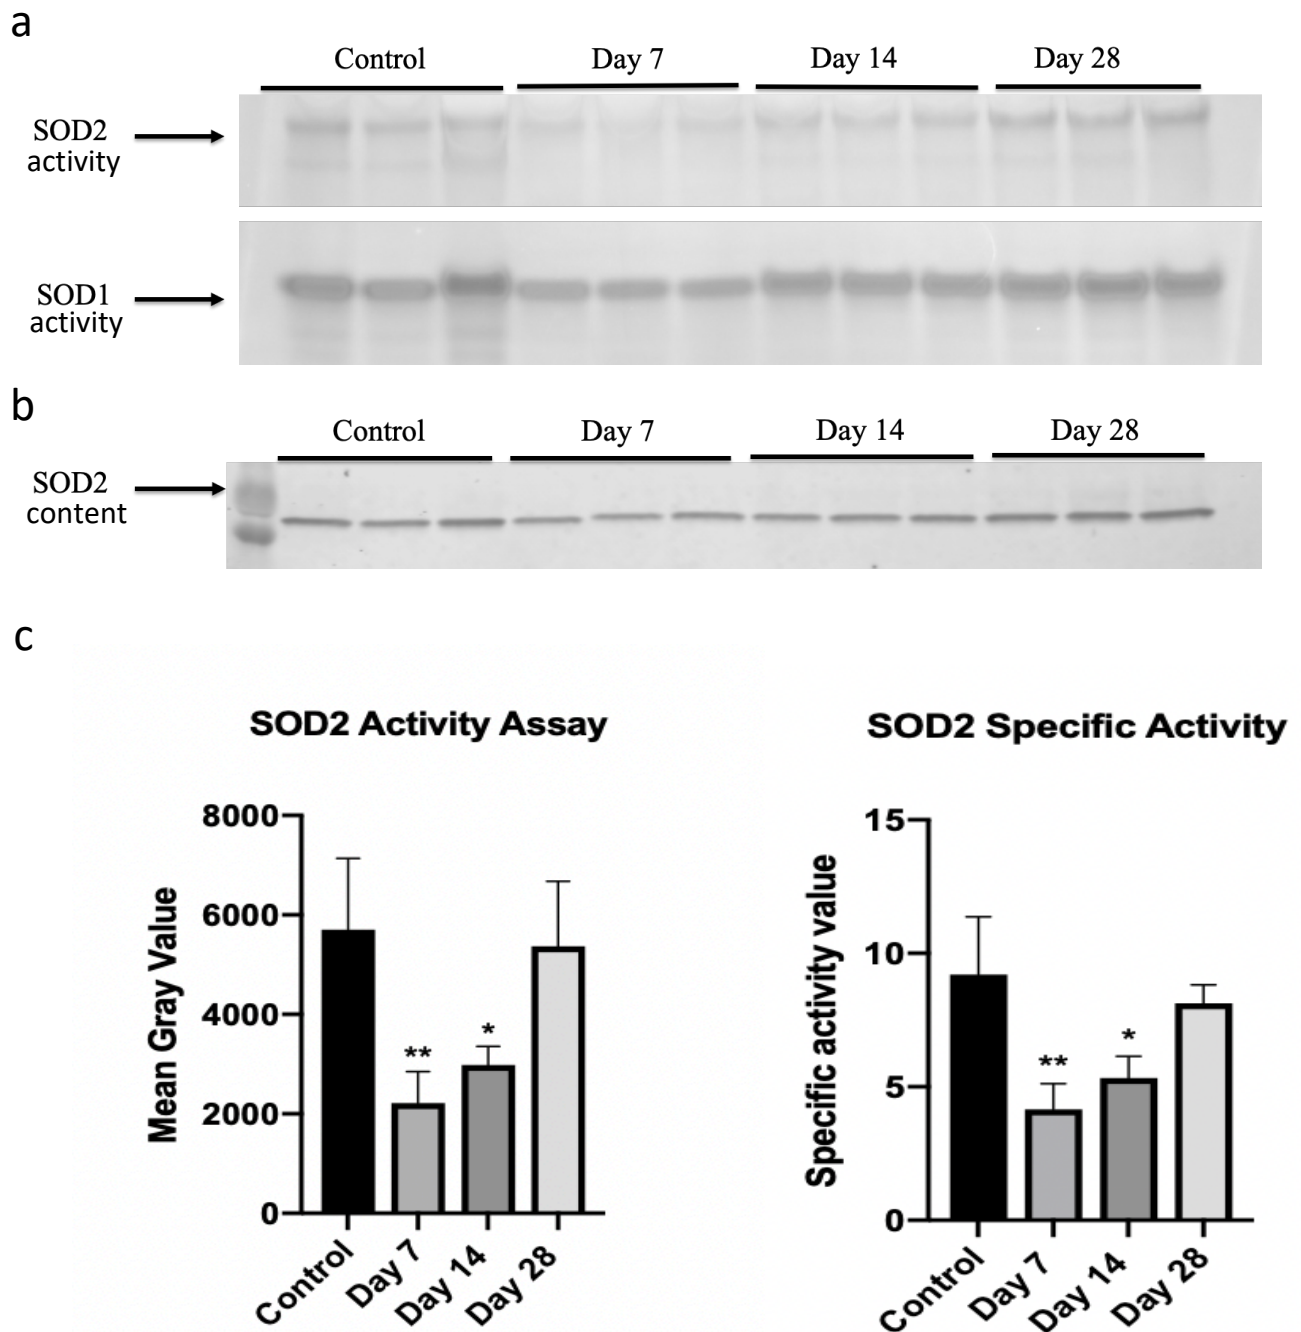 a
Control Day 7 Day 14 Day 28
SOD2
activity
SOD1
activity
b
Control Day 7 Day 14 Day 28
SOD2
content
c
SOD2 Activity Assay
8000
6000
4000
2000
0
Mean Gray Value
**
*
Control
Day 7
Day 14
Day 28
SOD2 Specific Activity
15
10
5
0
Specific activity value
**
*
Control
Day 7
Day 14
Day 28